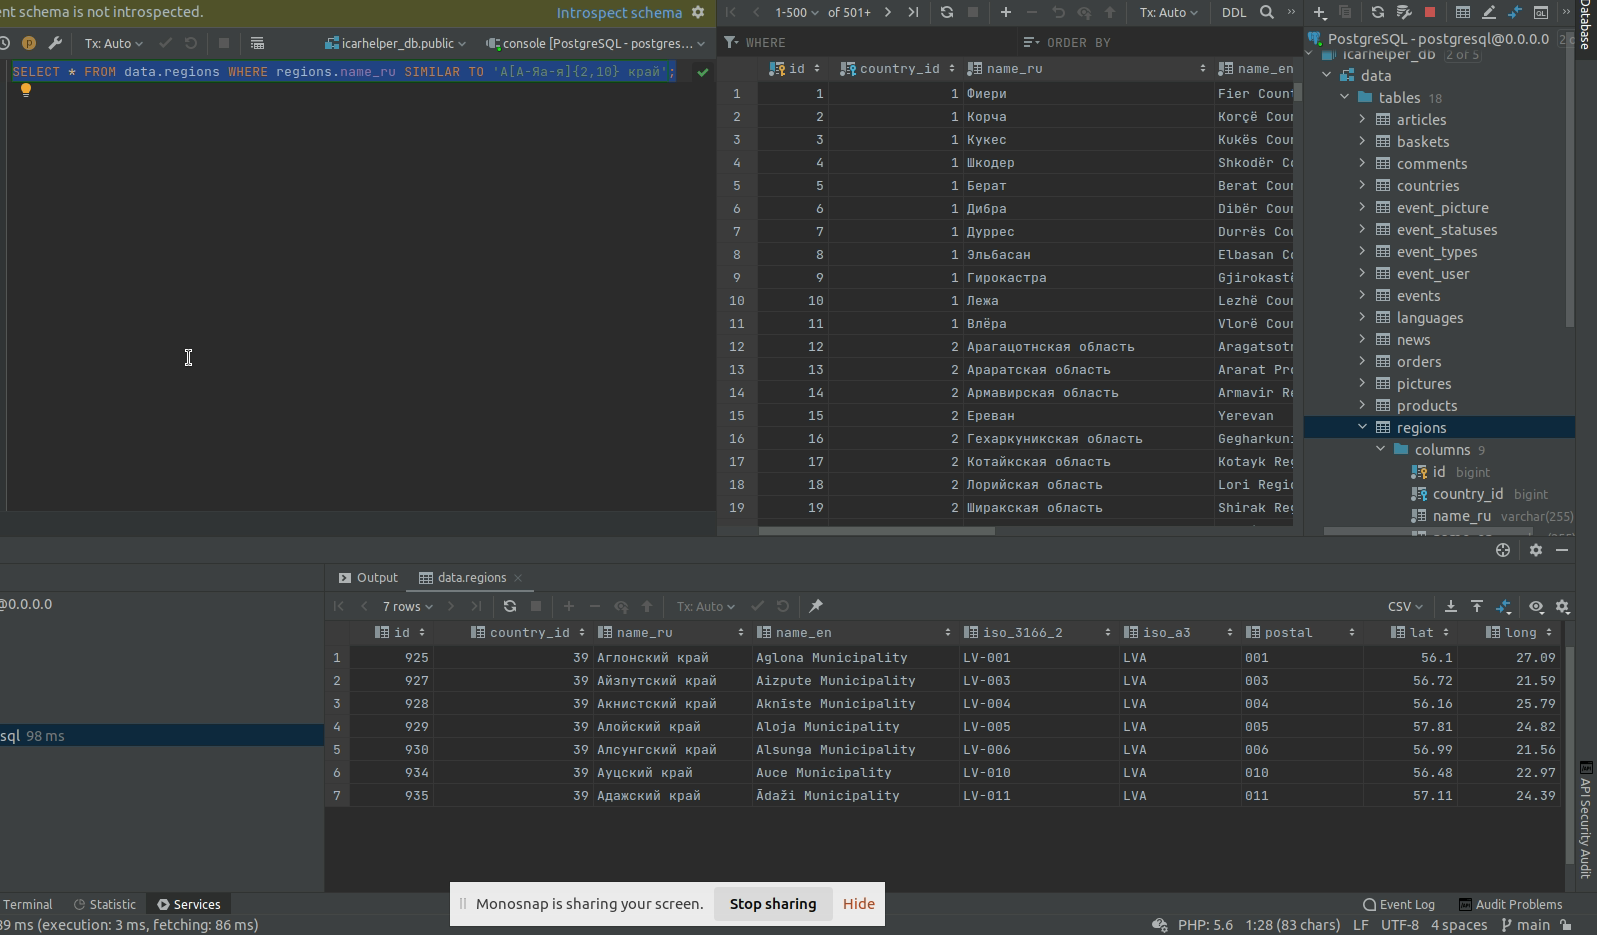 ent schema is not introspected.
Introspect schema
Tx: Auto
icarhelper_db.public
console [PostgreSQL - postgres...
SELECT * FROM data.regions WHERE regions.name_ru SIMILAR TO 'А[А-Яа-я]{2,10} край';
1-500 of 501+
Tx: Auto
DDL
WHERE
ORDER BY
id country_id name_ru name_en
1 1 1 Фиери Fier Count
2 2 1 Корча Korçë Coun
3 3 1 Кукес Kukës Coun
4 4 1 Шкодер Shkodër Co
5 5 1 Берат Berat Coun
6 6 1 Дибра Dibër Coun
7 7 1 Дуррес Durrës Cou
8 8 1 Эльбасан Elbasan Co
9 9 1 Гирокастра Gjirokastë
10 10 1 Лежа Lezhë Coun
11 11 1 Влёра Vlorë Coun
12 12 2 Арагацотнская область Aragatsotn
13 13 2 Араратская область Ararat Pro
14 14 2 Армавирская область Armavir Re
15 15 2 Ереван Yerevan
16 16 2 Гехаркуникская область Gegharkuni
17 17 2 Котайкская область Kotayk Reg
18 18 2 Лорийская область Lori Regio
19 19 2 Ширакская область Shirak Reg
PostgreSQL - postgresql@0.0.0.0
icarhelper_db 2 of 5
data
tables 18
articles
baskets
comments
countries
event_picture
event_statuses
event_types
event_user
events
languages
news
orders
pictures
products
regions
columns 9
id bigint
country_id bigint
name_ru varchar(255)
Database
API Security Audit
@0.0.0.0
sql 98 ms
Output
data.regions
7 rows
Tx: Auto
CSV
id country_id name_ru name_en iso_3166_2 iso_a3 postal lat long
1 925 39 Аглонский край Aglona Municipality LV-001 LVA 001 56.1 27.09
2 927 39 Айзпутский край Aizpute Municipality LV-003 LVA 003 56.72 21.59
3 928 39 Акнистский край Aknīste Municipality LV-004 LVA 004 56.16 25.79
4 929 39 Алойский край Aloja Municipality LV-005 LVA 005 57.81 24.82
5 930 39 Алсунгский край Alsunga Municipality LV-006 LVA 006 56.99 21.56
6 934 39 Ауцский край Auce Municipality LV-010 LVA 010 56.48 22.97
7 935 39 Адажский край Ādaži Municipality LV-011 LVA 011 57.11 24.39
Monosnap is sharing your screen.
Stop sharing
Hide
Terminal
Statistic
Services
Event Log
Audit Problems
89 ms (execution: 3 ms, fetching: 86 ms)
PHP: 5.6
1:28 (83 chars)
LF
UTF-8
4 spaces
main